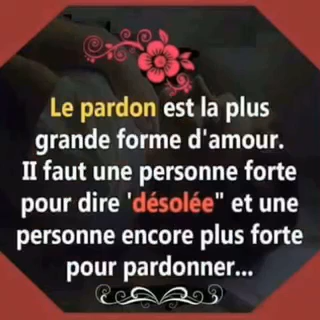 Le pardon est la plus
grande forme d'amour.
II faut une personne forte
pour dire 'désolée" et une
personne encore plus forte
pour pardonner...